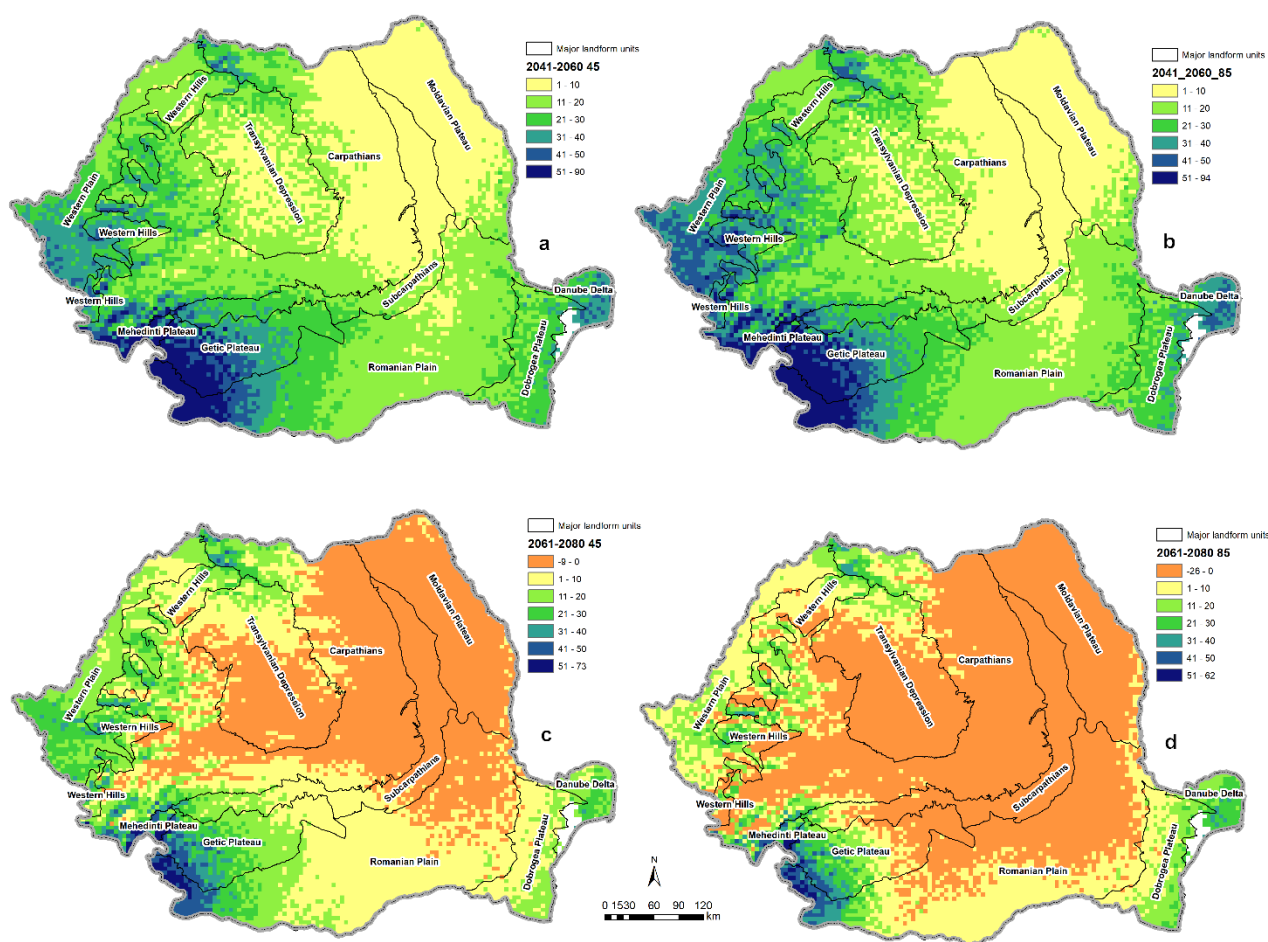 Major landform units
2041-2060 45
1 - 10
11 - 20
21 - 30
31 - 40
41 - 50
51 - 90
Western Hills
Moldavian Plateau
Transylvanian Depression
Carpathians
Western Plain
Western Hills
a
Subcarpathians
Western Hills
Danube Delta
Mehedinti Plateau
Getic Plateau
Romanian Plain
Dobrogea Plateau
Major landform units
2041_2060_85
1 - 10
11 - 20
21 - 30
31 - 40
41 - 50
51 - 94
Western Hills
Moldavian Plateau
Transylvanian Depression
Carpathians
Western Plain
Western Hills
b
Subcarpathians
Western Hills
Danube Delta
Mehedinti Plateau
Getic Plateau
Romanian Plain
Dobrogea Plateau
Major landform units
2061-2080 45
-9 - 0
1 - 10
11 - 20
21 - 30
31 - 40
41 - 50
51 - 73
Western Hills
Moldavian Plateau
Transylvanian Depression
Carpathians
Western Plain
Western Hills
c
Subcarpathians
Western Hills
Danube Delta
Mehedinti Plateau
Getic Plateau
Romanian Plain
Dobrogea Plateau
Major landform units
2061-2080 85
-26 - 0
1 - 10
11 - 20
21 - 30
31 - 40
41 - 50
51 - 62
Western Hills
Moldavian Plateau
Transylvanian Depression
Carpathians
Western Plain
Western Hills
d
Subcarpathians
Western Hills
Danube Delta
Mehedinti Plateau
Getic Plateau
Romanian Plain
Dobrogea Plateau
N
0 1530 60 90 120
km